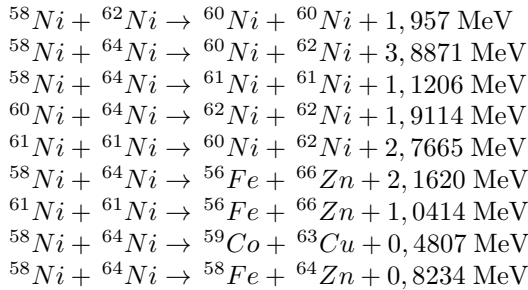 ⁵⁸Ni + ⁶²Ni → ⁶⁰Ni + ⁶⁰Ni + 1,957 MeV
⁵⁸Ni + ⁶⁴Ni → ⁶⁰Ni + ⁶²Ni + 3,8871 MeV
⁵⁸Ni + ⁶⁴Ni → ⁶¹Ni + ⁶¹Ni + 1,1206 MeV
⁶⁰Ni + ⁶⁴Ni → ⁶²Ni + ⁶²Ni + 1,9114 MeV
⁶¹Ni + ⁶¹Ni → ⁶⁰Ni + ⁶²Ni + 2,7665 MeV
⁵⁸Ni + ⁶⁴Ni → ⁵⁶Fe + ⁶⁶Zn + 2,1620 MeV
⁶¹Ni + ⁶¹Ni → ⁵⁶Fe + ⁶⁶Zn + 1,0414 MeV
⁵⁸Ni + ⁶⁴Ni → ⁵⁹Co + ⁶³Cu + 0,4807 MeV
⁵⁸Ni + ⁶⁴Ni → ⁵⁸Fe + ⁶⁴Zn + 0,8234 MeV